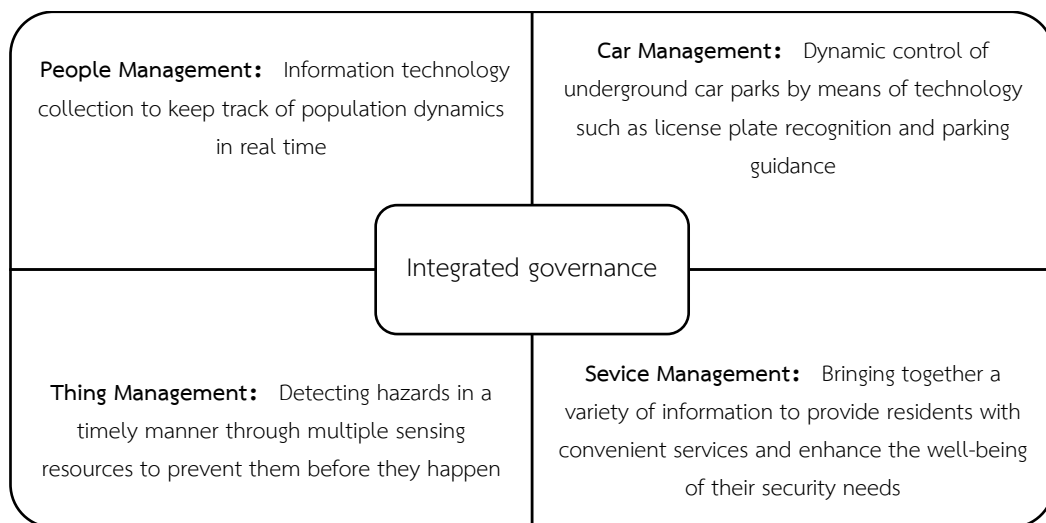 People Management： Information technology
collection to keep track of population dynamics
in real time
Car Management： Dynamic control of
underground car parks by means of technology
such as license plate recognition and parking
guidance
Integrated governance
Thing Management： Detecting hazards in a
timely manner through multiple sensing
resources to prevent them before they happen
Sevice Management： Bringing together a
variety of information to provide residents with
convenient services and enhance the well-being
of their security needs